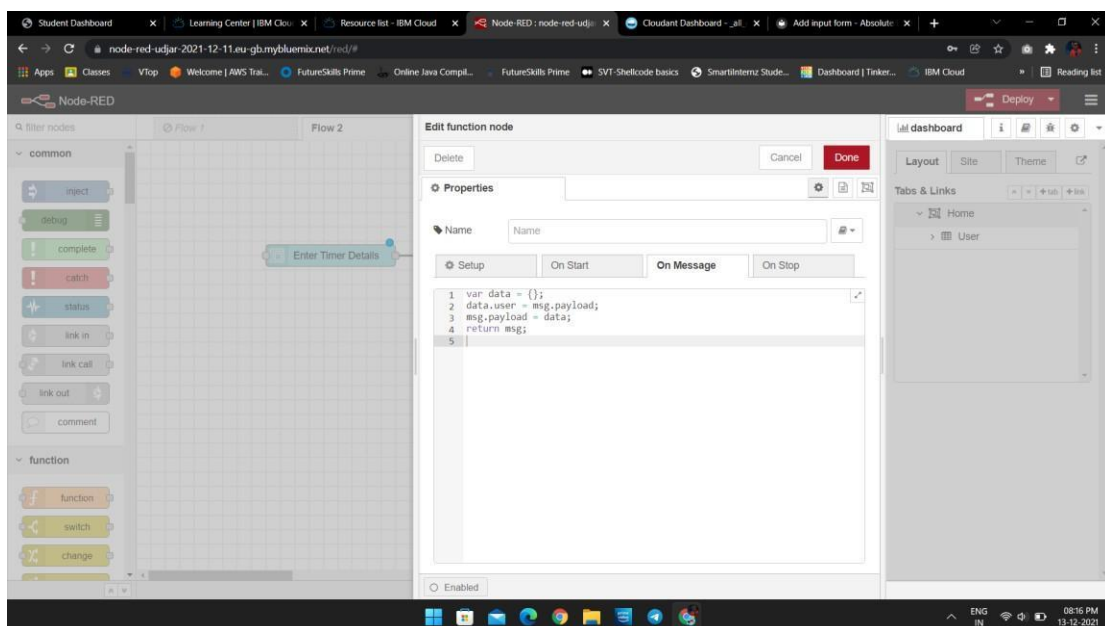 Student Dashboard
Learning Center | IBM Clou
Resource list - IBM Cloud
Node-RED : node-red-udja
Cloudant Dashboard - _all_
Add input form - Absolute
node-red-udjar-2021-12-11.eu-gb.mybluemix.net/red/#
Apps Classes VTop Welcome | AWS Trai... FutureSkills Prime Online Java Compil... FutureSkills Prime SVT-Shellcode basics SmartiInternz Stude... Dashboard | Tinker... IBM Cloud » Reading list
Node-RED
Deploy
filter nodes
Flow 1
Flow 2
Edit function node
dashboard
common
Delete
Cancel
Done
Layout
Site
Theme
inject
Properties
Tabs & Links
+ tab
+ link
debug
Home
Name
Name
User
complete
Enter Timer Details
Setup
On Start
On Message
On Stop
catch
1 var data = {};
2 data.user = msg.payload;
3 msg.payload = data;
4 return msg;
5
status
link in
link call
link out
comment
function
function
switch
change
Enabled
ENG
IN
08:16 PM
13-12-2021